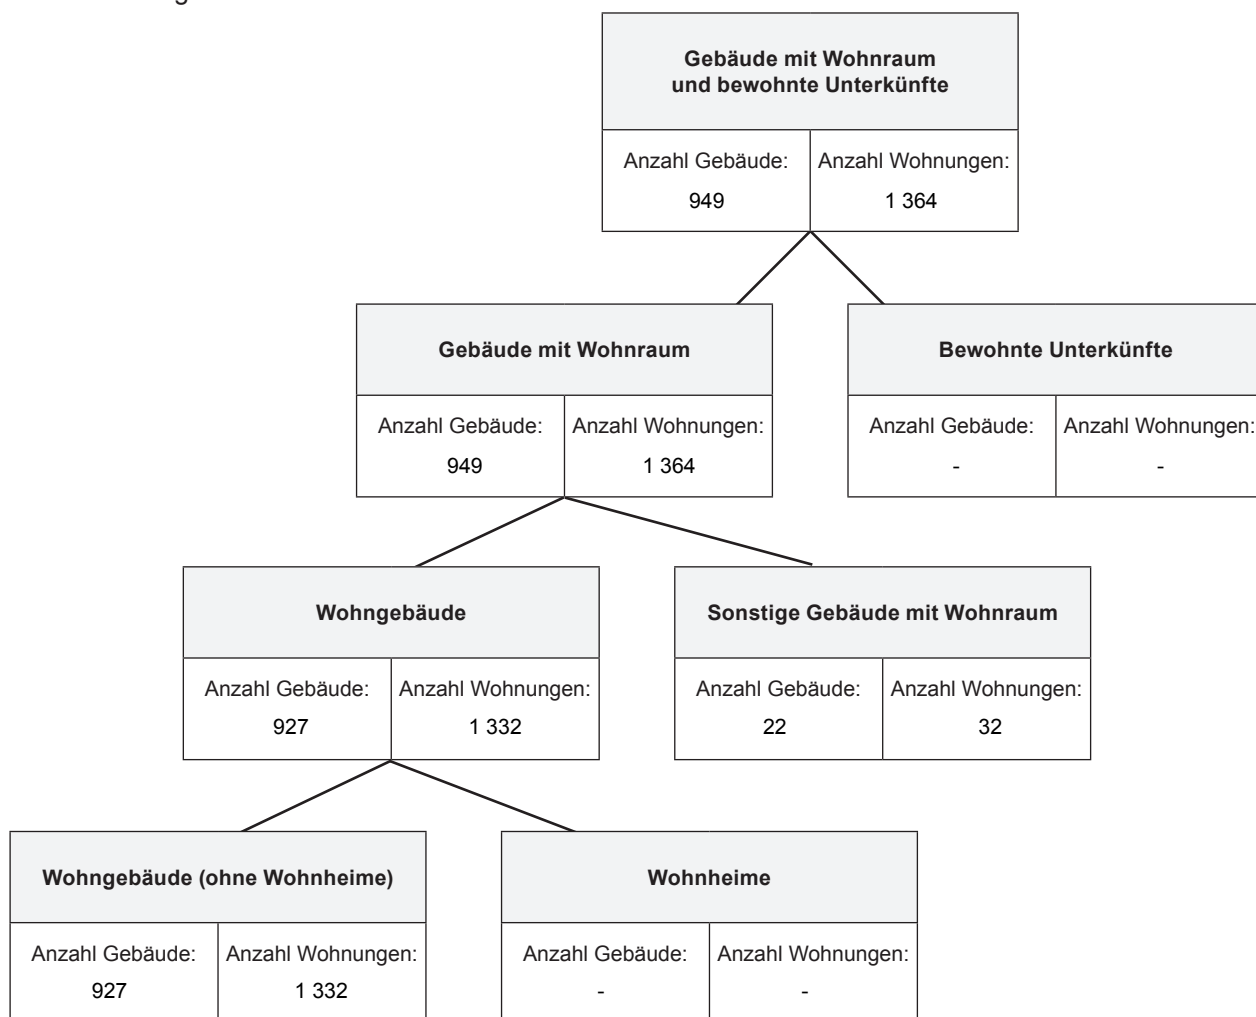 Gebäude mit Wohnraum
und bewohnte Unterkünfte
Anzahl Gebäude:
949
Anzahl Wohnungen:
1 364
Gebäude mit Wohnraum
Anzahl Gebäude:
949
Anzahl Wohnungen:
1 364
Bewohnte Unterkünfte
Anzahl Gebäude:
-
Anzahl Wohnungen:
-
Wohngebäude
Anzahl Gebäude:
927
Anzahl Wohnungen:
1 332
Sonstige Gebäude mit Wohnraum
Anzahl Gebäude:
22
Anzahl Wohnungen:
32
Wohngebäude (ohne Wohnheime)
Anzahl Gebäude:
927
Anzahl Wohnungen:
1 332
Wohnheime
Anzahl Gebäude:
-
Anzahl Wohnungen:
-